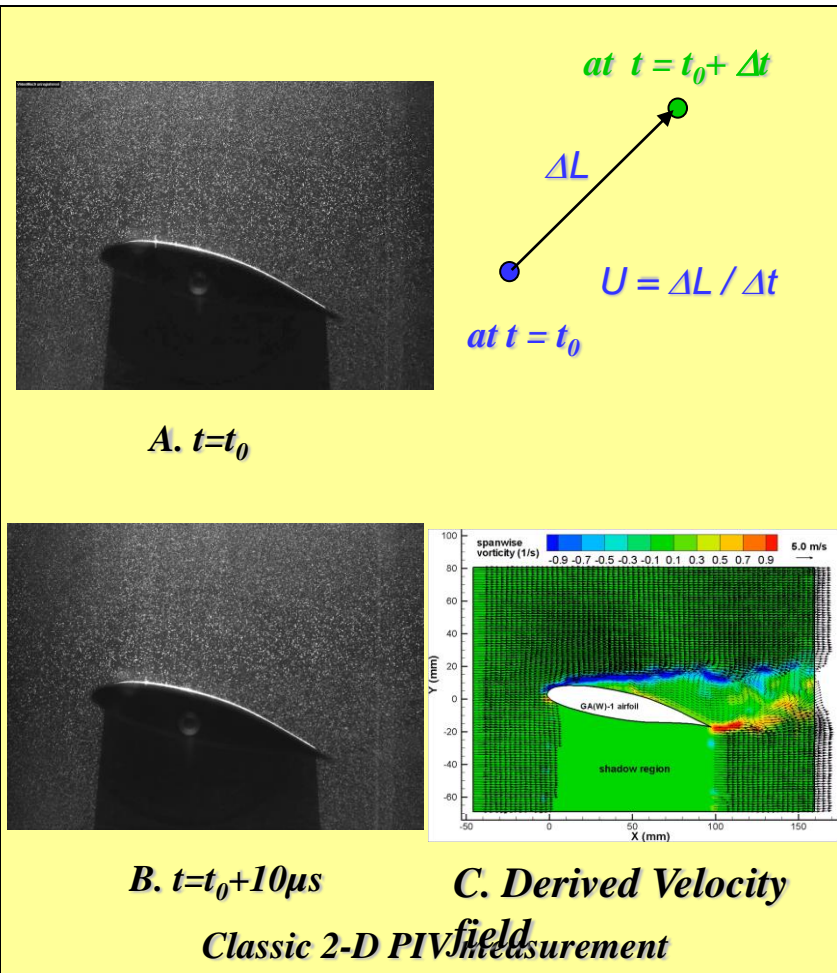 at t = t0+ Δt
ΔL
U = ΔL / Δt
at t = t0
A. t=t0
spanwise
vorticity (1/s)
-0.9 -0.7 -0.5 -0.3 -0.1 0.1 0.3 0.5 0.7 0.9
5.0 m/s
100
80
60
40
20
0
-20
-40
-60
Y (mm)
GA(W)-1 airfoil
shadow region
-50 0 50 100 150
X (mm)
B. t=t0+10μs
C. Derived Velocity
field
Classic 2-D PIV measurement